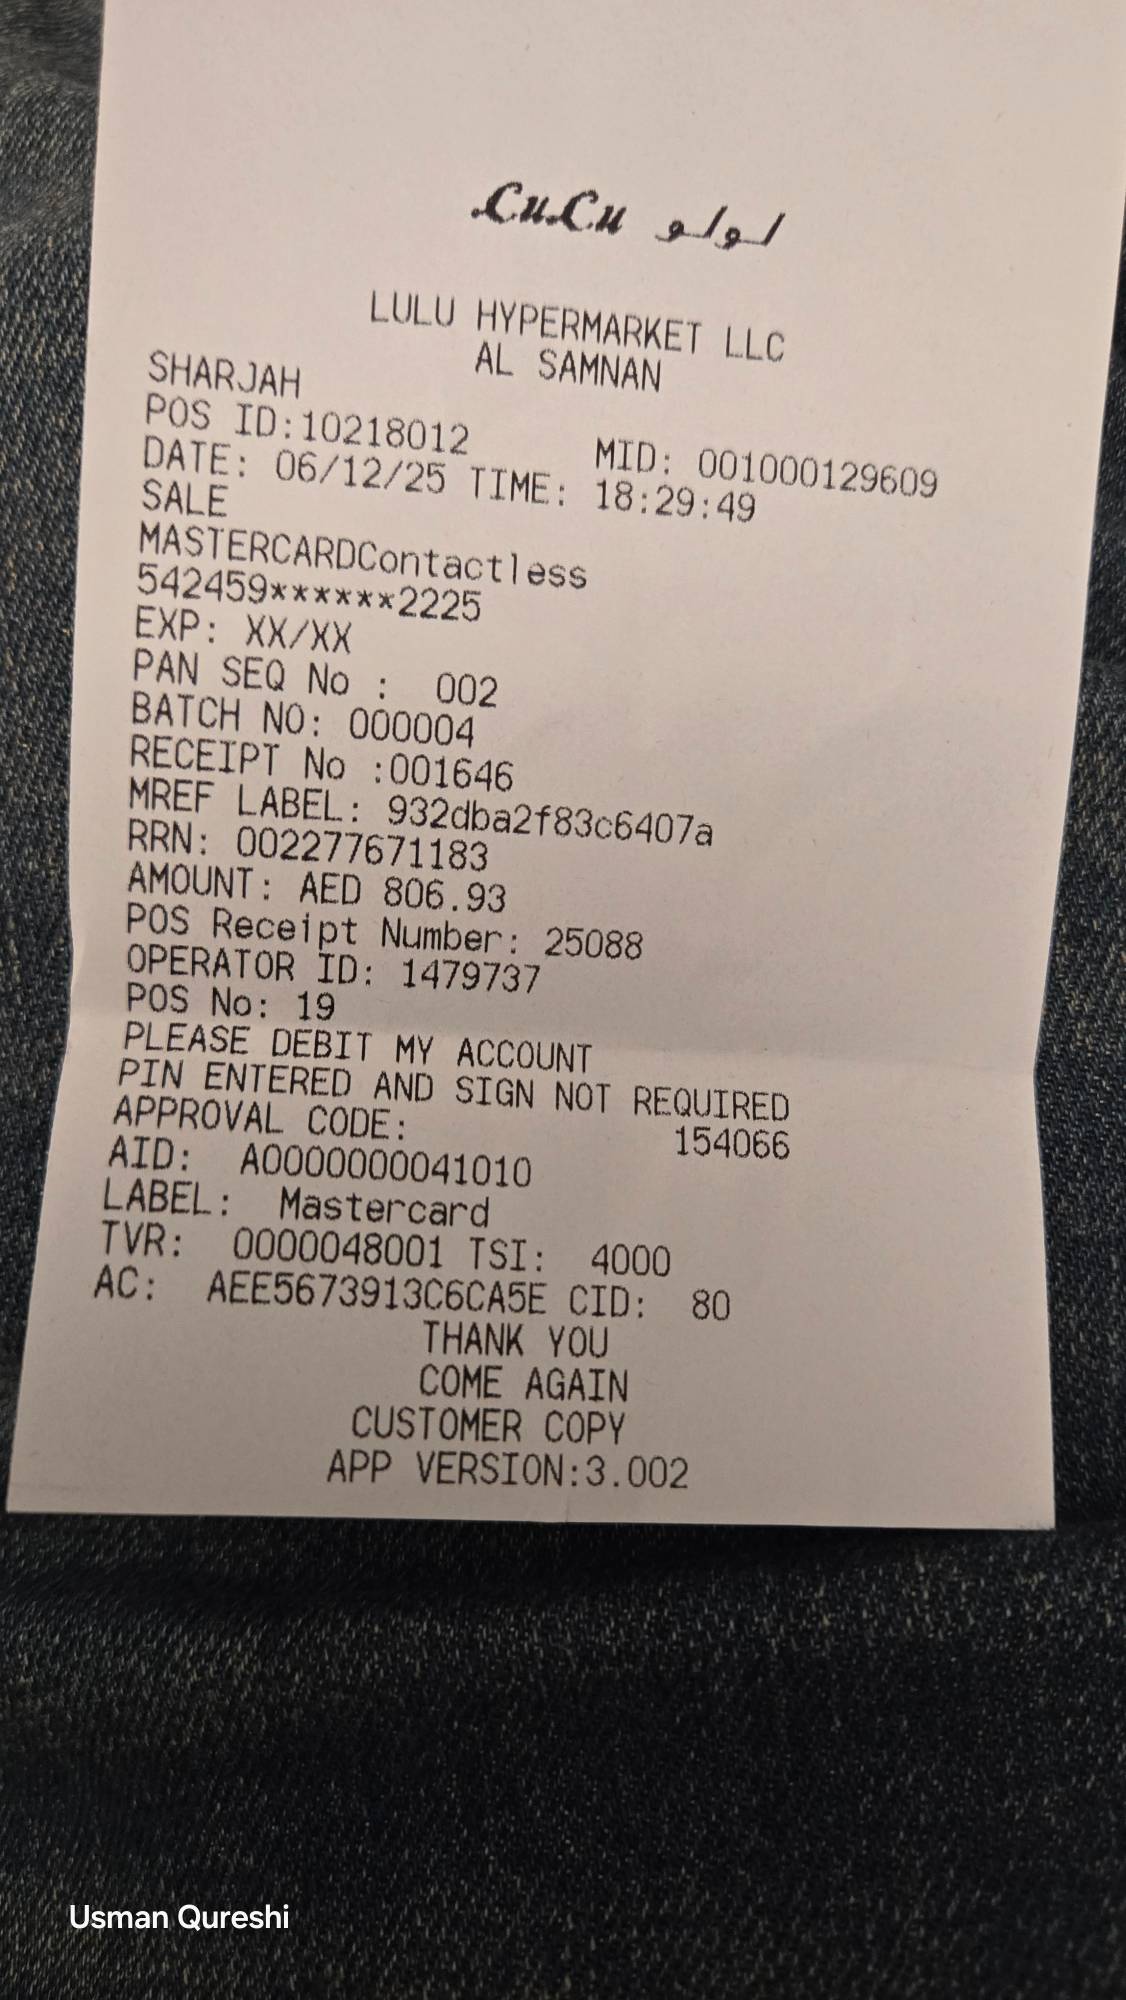 LuLu لولو
LULU HYPERMARKET LLC
AL SAMNAN
SHARJAH
POS ID:10218012 MID: 001000129609
DATE: 06/12/25 TIME: 18:29:49
SALE
MASTERCARDContactless
542459******2225
EXP: XX/XX
PAN SEQ No : 002
BATCH NO: 000004
RECEIPT No :001646
MREF LABEL: 932dba2f83c6407a
RRN: 002277671183
AMOUNT: AED 806.93
POS Receipt Number: 25088
OPERATOR ID: 1479737
POS No: 19
PLEASE DEBIT MY ACCOUNT
PIN ENTERED AND SIGN NOT REQUIRED
APPROVAL CODE: 154066
AID: A0000000041010
LABEL: Mastercard
TVR: 0000048001 TSI: 4000
AC: AEE5673913C6CA5E CID: 80
THANK YOU
COME AGAIN
CUSTOMER COPY
APP VERSION:3.002
Usman Qureshi